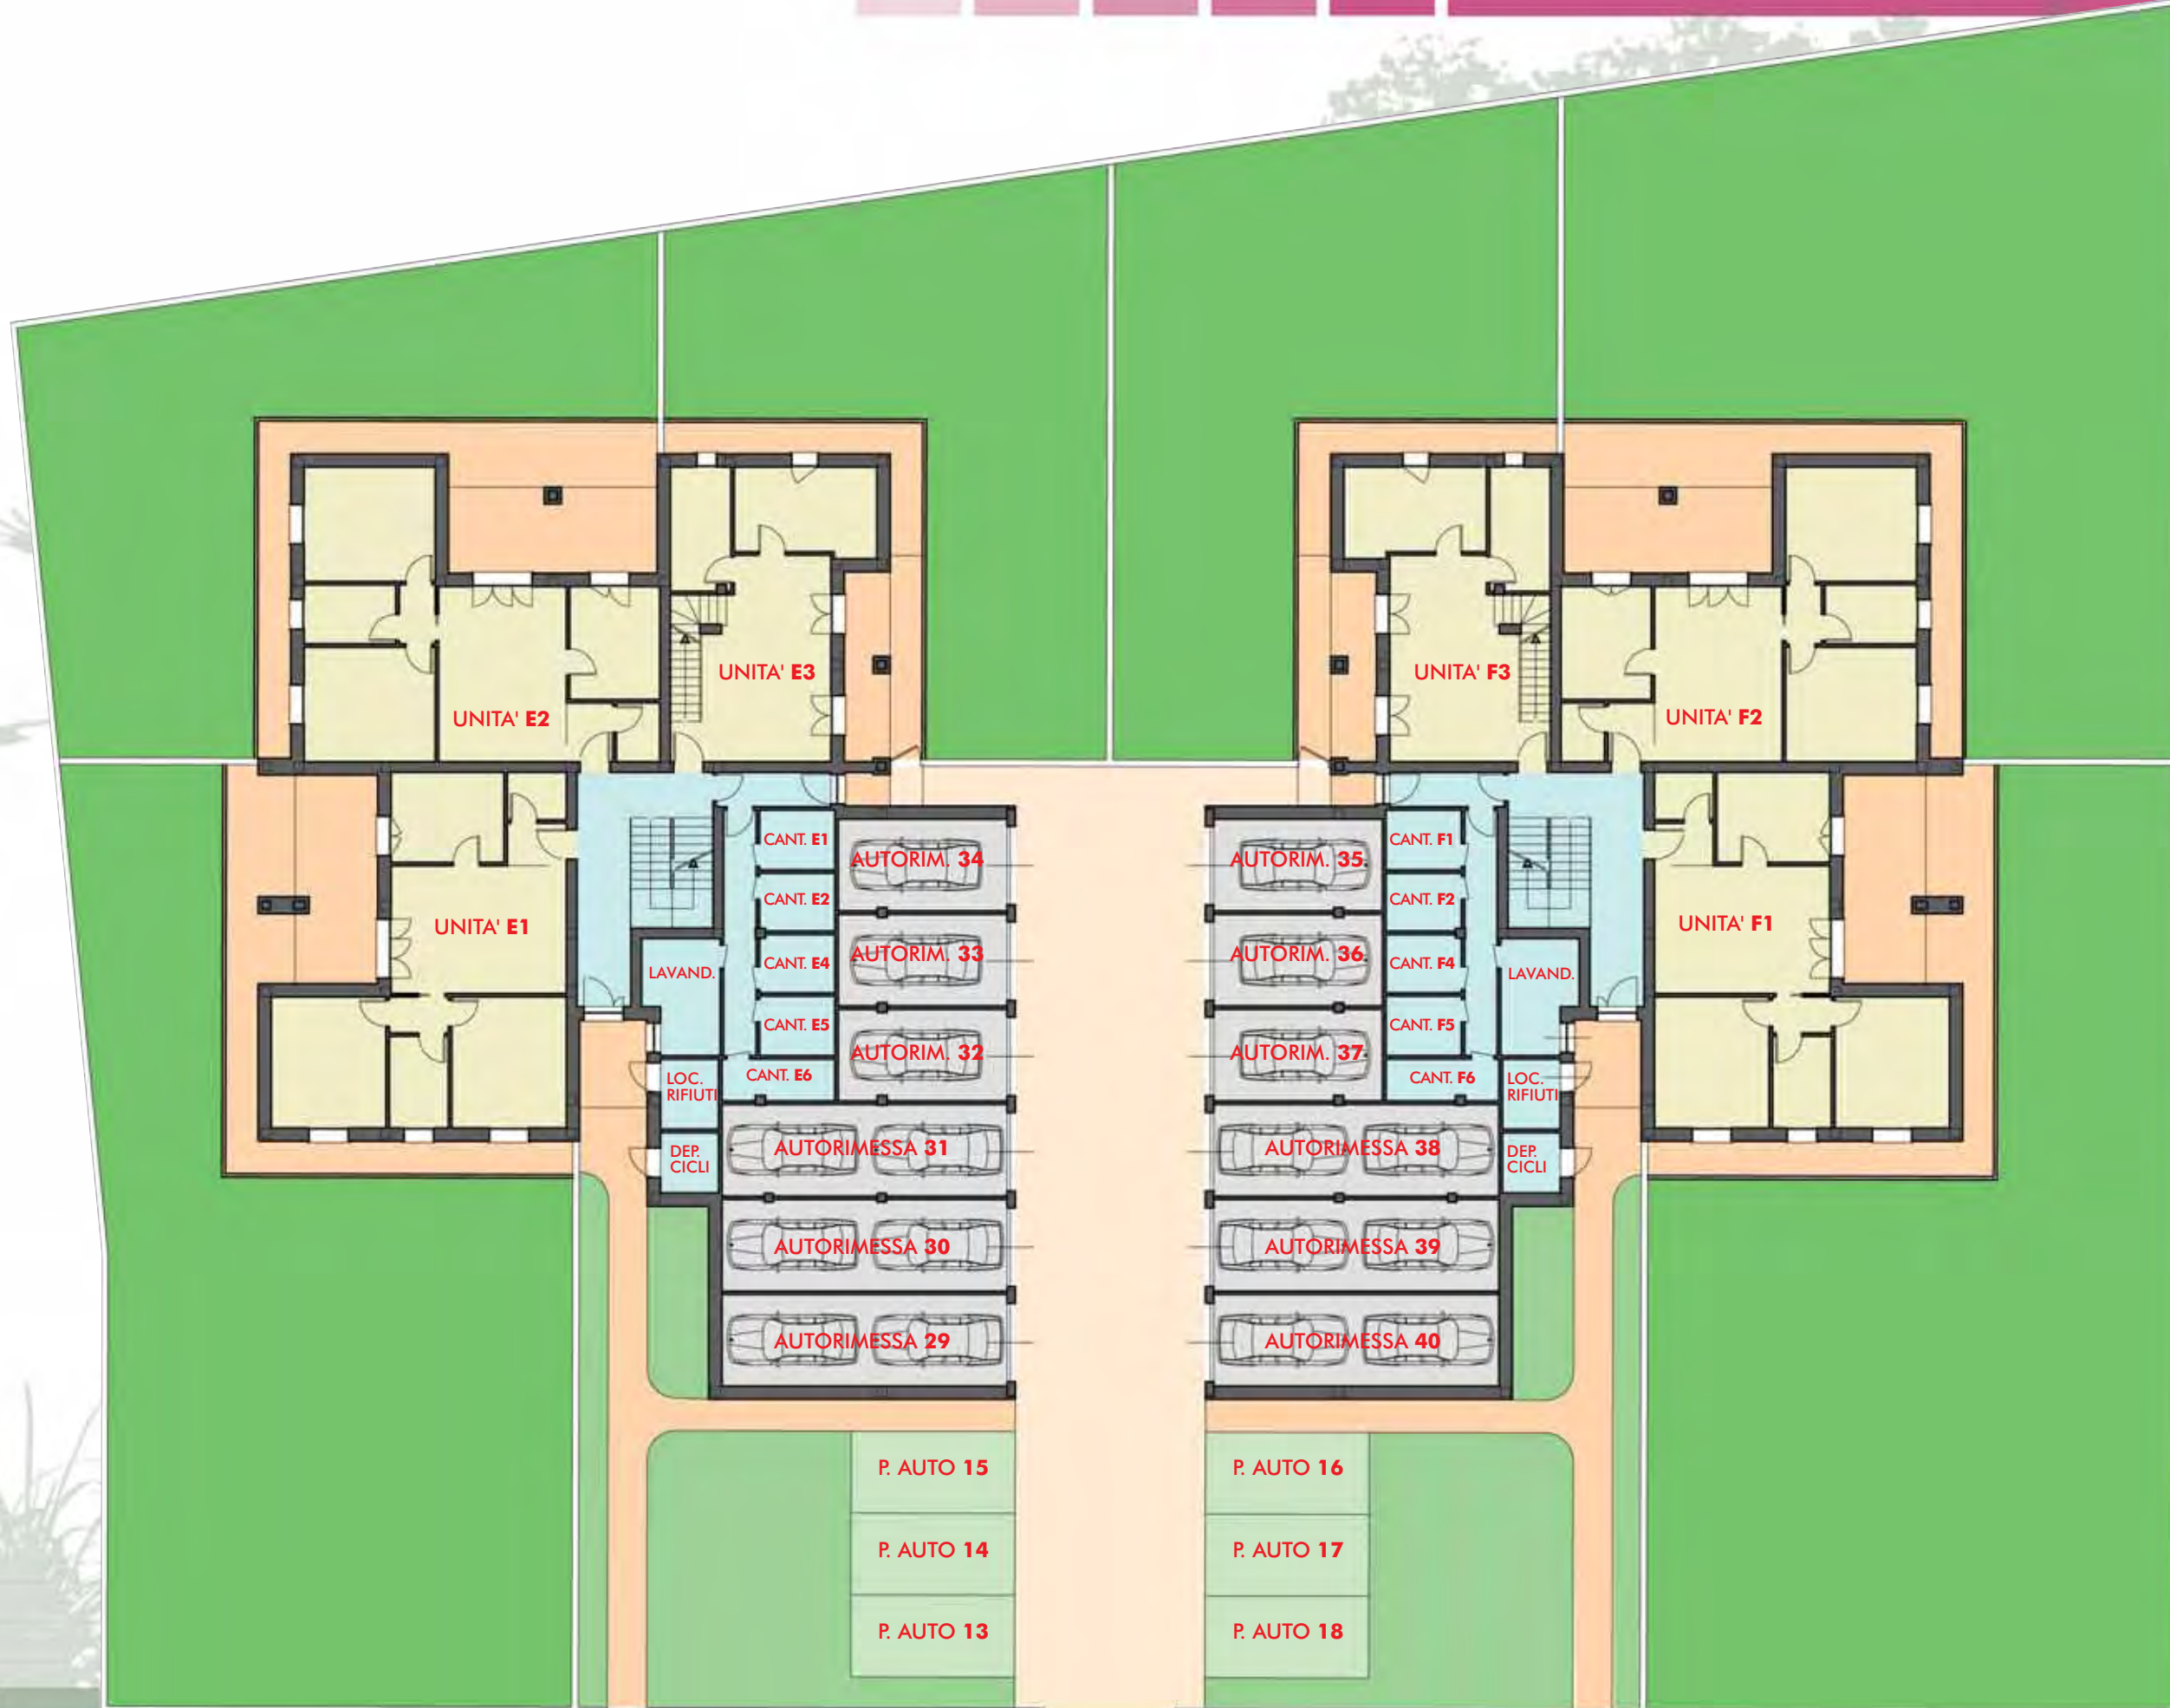 UNITA' E3
UNITA' F3
UNITA' E2
UNITA' F2
CANT. E1
AUTORIM. 34
AUTORIM. 35
CANT. F1
CANT. E2
CANT. F2
UNITA' E1
UNITA' F1
AUTORIM. 33
AUTORIM. 36
CANT. E4
CANT. F4
LAVAND.
LAVAND.
CANT. E5
CANT. F5
AUTORIM. 32
AUTORIM. 37
CANT. E6
CANT. F6
LOC.
RIFIUTI
LOC.
RIFIUTI
AUTORIMESSA 31
AUTORIMESSA 38
DEP.
CICLI
DEP.
CICLI
AUTORIMESSA 30
AUTORIMESSA 39
AUTORIMESSA 29
AUTORIMESSA 40
P. AUTO 15
P. AUTO 16
P. AUTO 14
P. AUTO 17
P. AUTO 13
P. AUTO 18